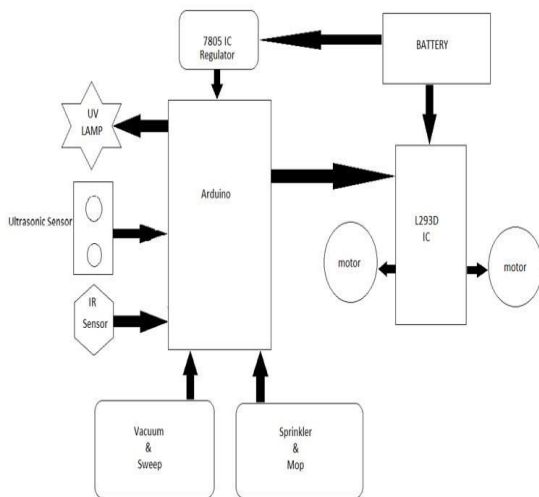 7805 IC
Regulator
BATTERY
UV
LAMP
Arduino
Ultrasonic Sensor
L293D
IC
motor
motor
IR
Sensor
Vacuum
&
Sweep
Sprinkler
&
Mop